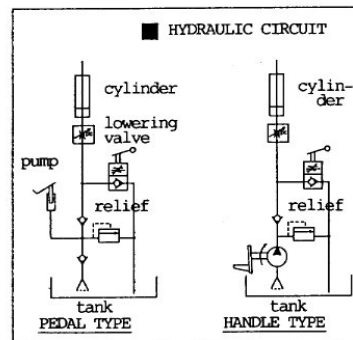 HYDRAULIC CIRCUIT
cylinder
lowering
valve
pump
relief
tank
PEDAL TYPE
cylin-
der
relief
tank
HANDLE TYPE